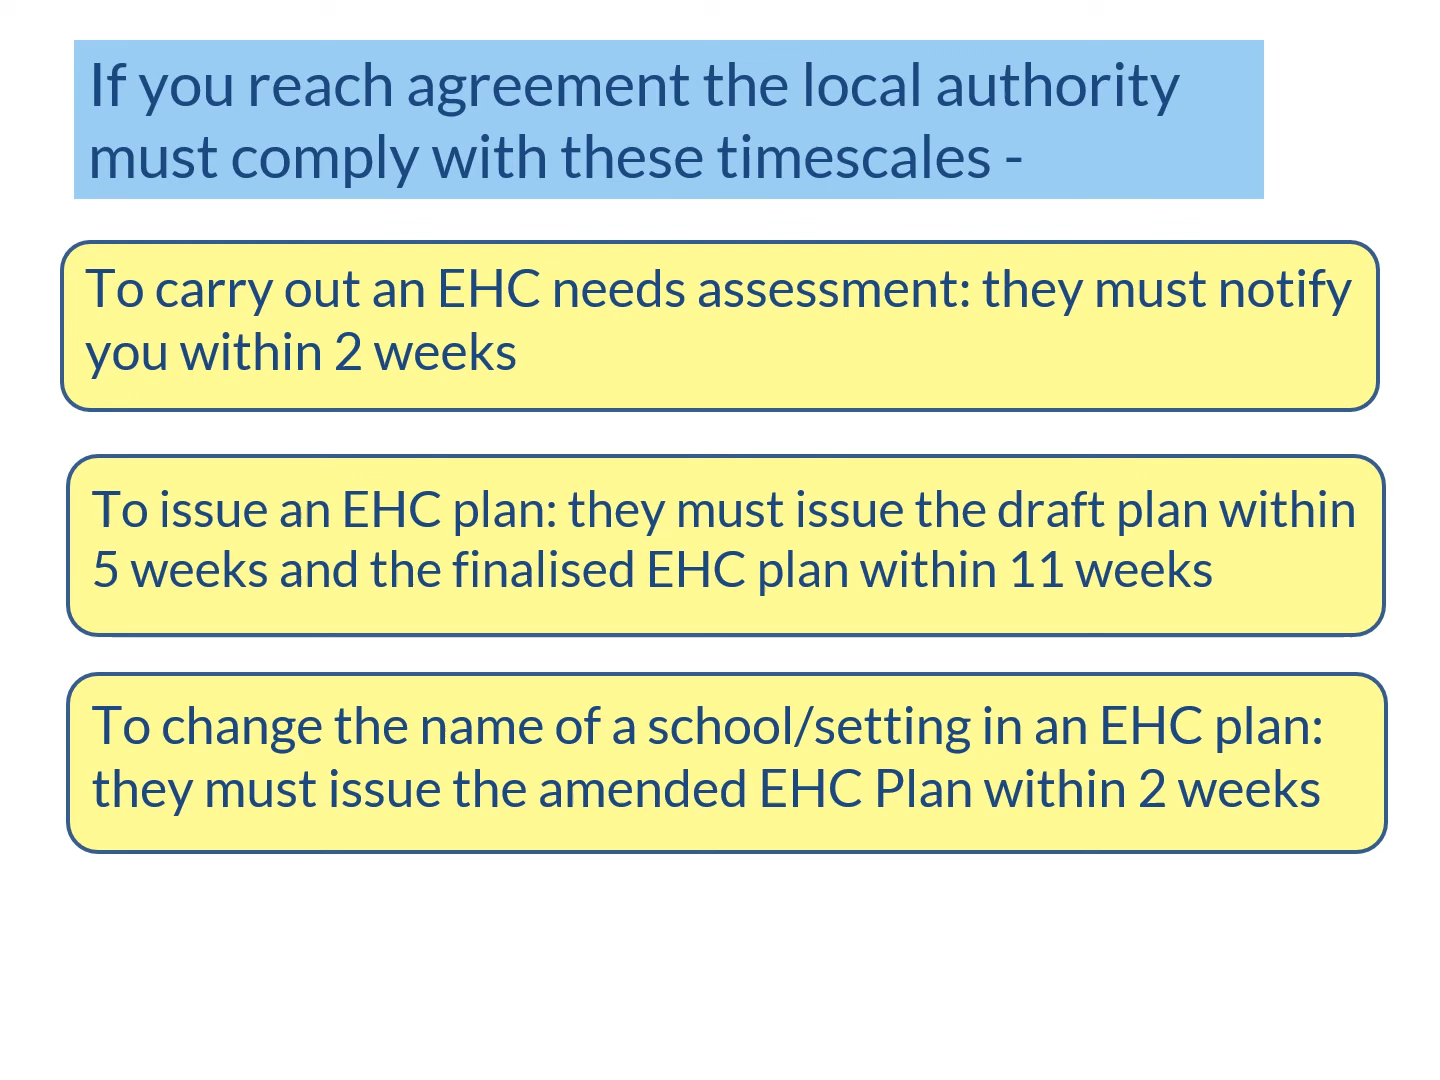 If you reach agreement the local authority
must comply with these timescales -
To carry out an EHC needs assessment: they must notify
you within 2 weeks
To issue an EHC plan: they must issue the draft plan within
5 weeks and the finalised EHC plan within 11 weeks
To change the name of a school/setting in an EHC plan:
they must issue the amended EHC Plan within 2 weeks